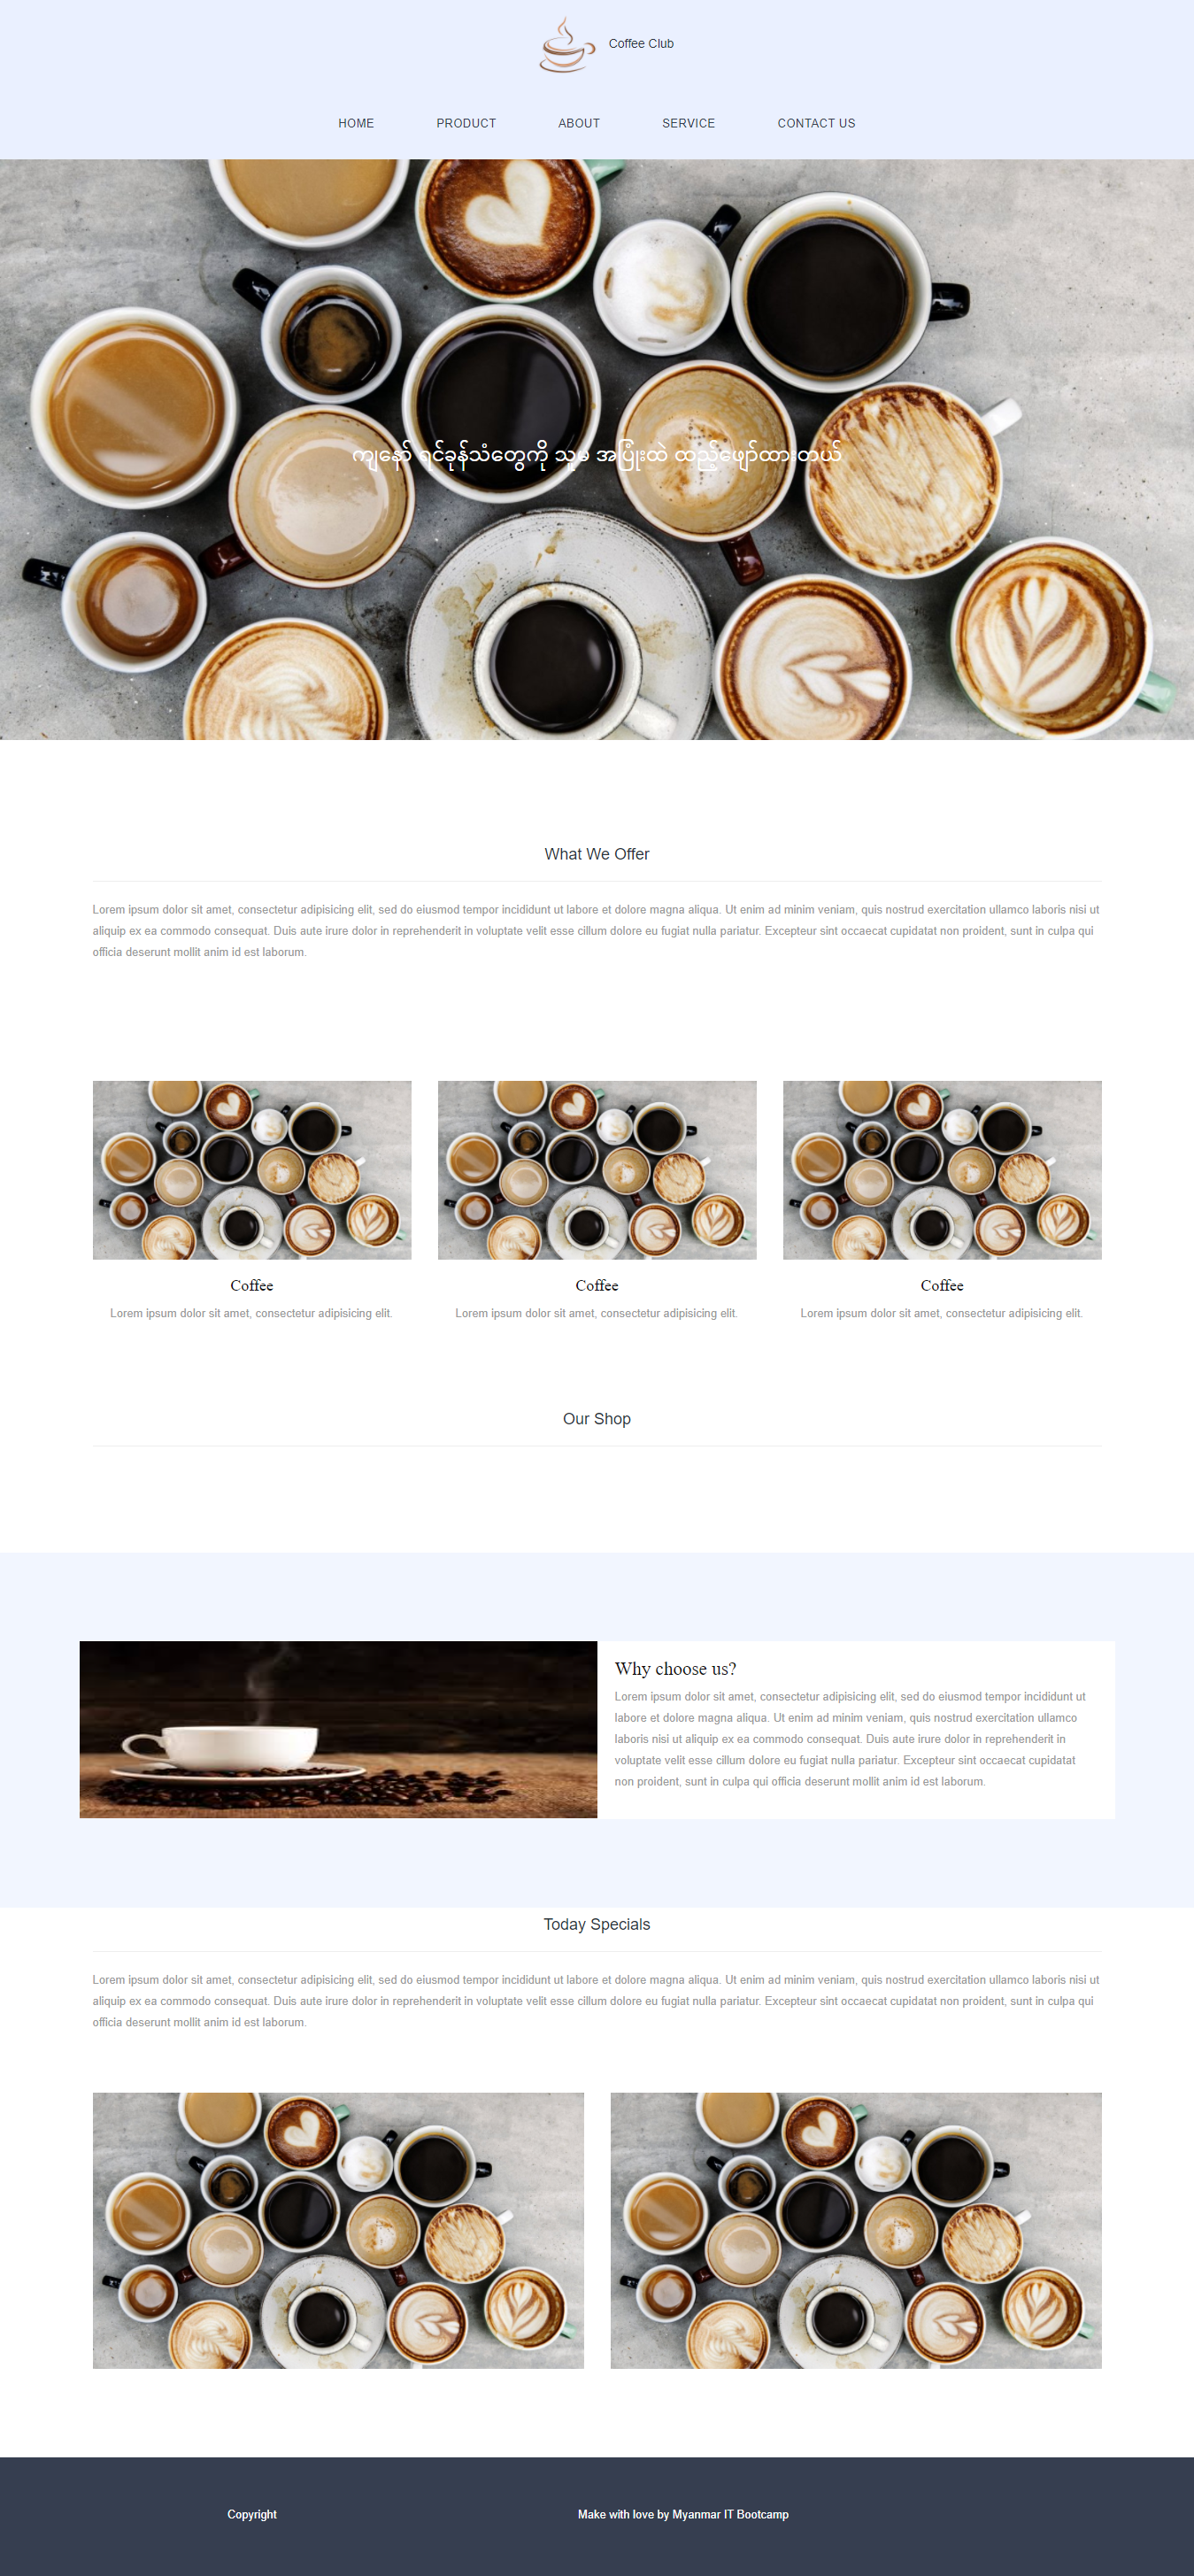 Coffee Club
HOME PRODUCT ABOUT SERVICE CONTACT US
ကျနော် ရင်ခုန်သံတွေကို သူမ အပြုံးထဲ ထည့်ဖျော်ထားတယ်
What We Offer
Lorem ipsum dolor sit amet, consectetur adipisicing elit, sed do eiusmod tempor incididunt ut labore et dolore magna aliqua. Ut enim ad minim veniam, quis nostrud exercitation ullamco laboris nisi ut
aliquip ex ea commodo consequat. Duis aute irure dolor in reprehenderit in voluptate velit esse cillum dolore eu fugiat nulla pariatur. Excepteur sint occaecat cupidatat non proident, sunt in culpa qui
officia deserunt mollit anim id est laborum.
Coffee
Lorem ipsum dolor sit amet, consectetur adipisicing elit.
Coffee
Lorem ipsum dolor sit amet, consectetur adipisicing elit.
Coffee
Lorem ipsum dolor sit amet, consectetur adipisicing elit.
Our Shop
Why choose us?
Lorem ipsum dolor sit amet, consectetur adipisicing elit, sed do eiusmod tempor incididunt ut
labore et dolore magna aliqua. Ut enim ad minim veniam, quis nostrud exercitation ullamco
laboris nisi ut aliquip ex ea commodo consequat. Duis aute irure dolor in reprehenderit in
voluptate velit esse cillum dolore eu fugiat nulla pariatur. Excepteur sint occaecat cupidatat
non proident, sunt in culpa qui officia deserunt mollit anim id est laborum.
Today Specials
Lorem ipsum dolor sit amet, consectetur adipisicing elit, sed do eiusmod tempor incididunt ut labore et dolore magna aliqua. Ut enim ad minim veniam, quis nostrud exercitation ullamco laboris nisi ut
aliquip ex ea commodo consequat. Duis aute irure dolor in reprehenderit in voluptate velit esse cillum dolore eu fugiat nulla pariatur. Excepteur sint occaecat cupidatat non proident, sunt in culpa qui
officia deserunt mollit anim id est laborum.
Copyright
Make with love by Myanmar IT Bootcamp